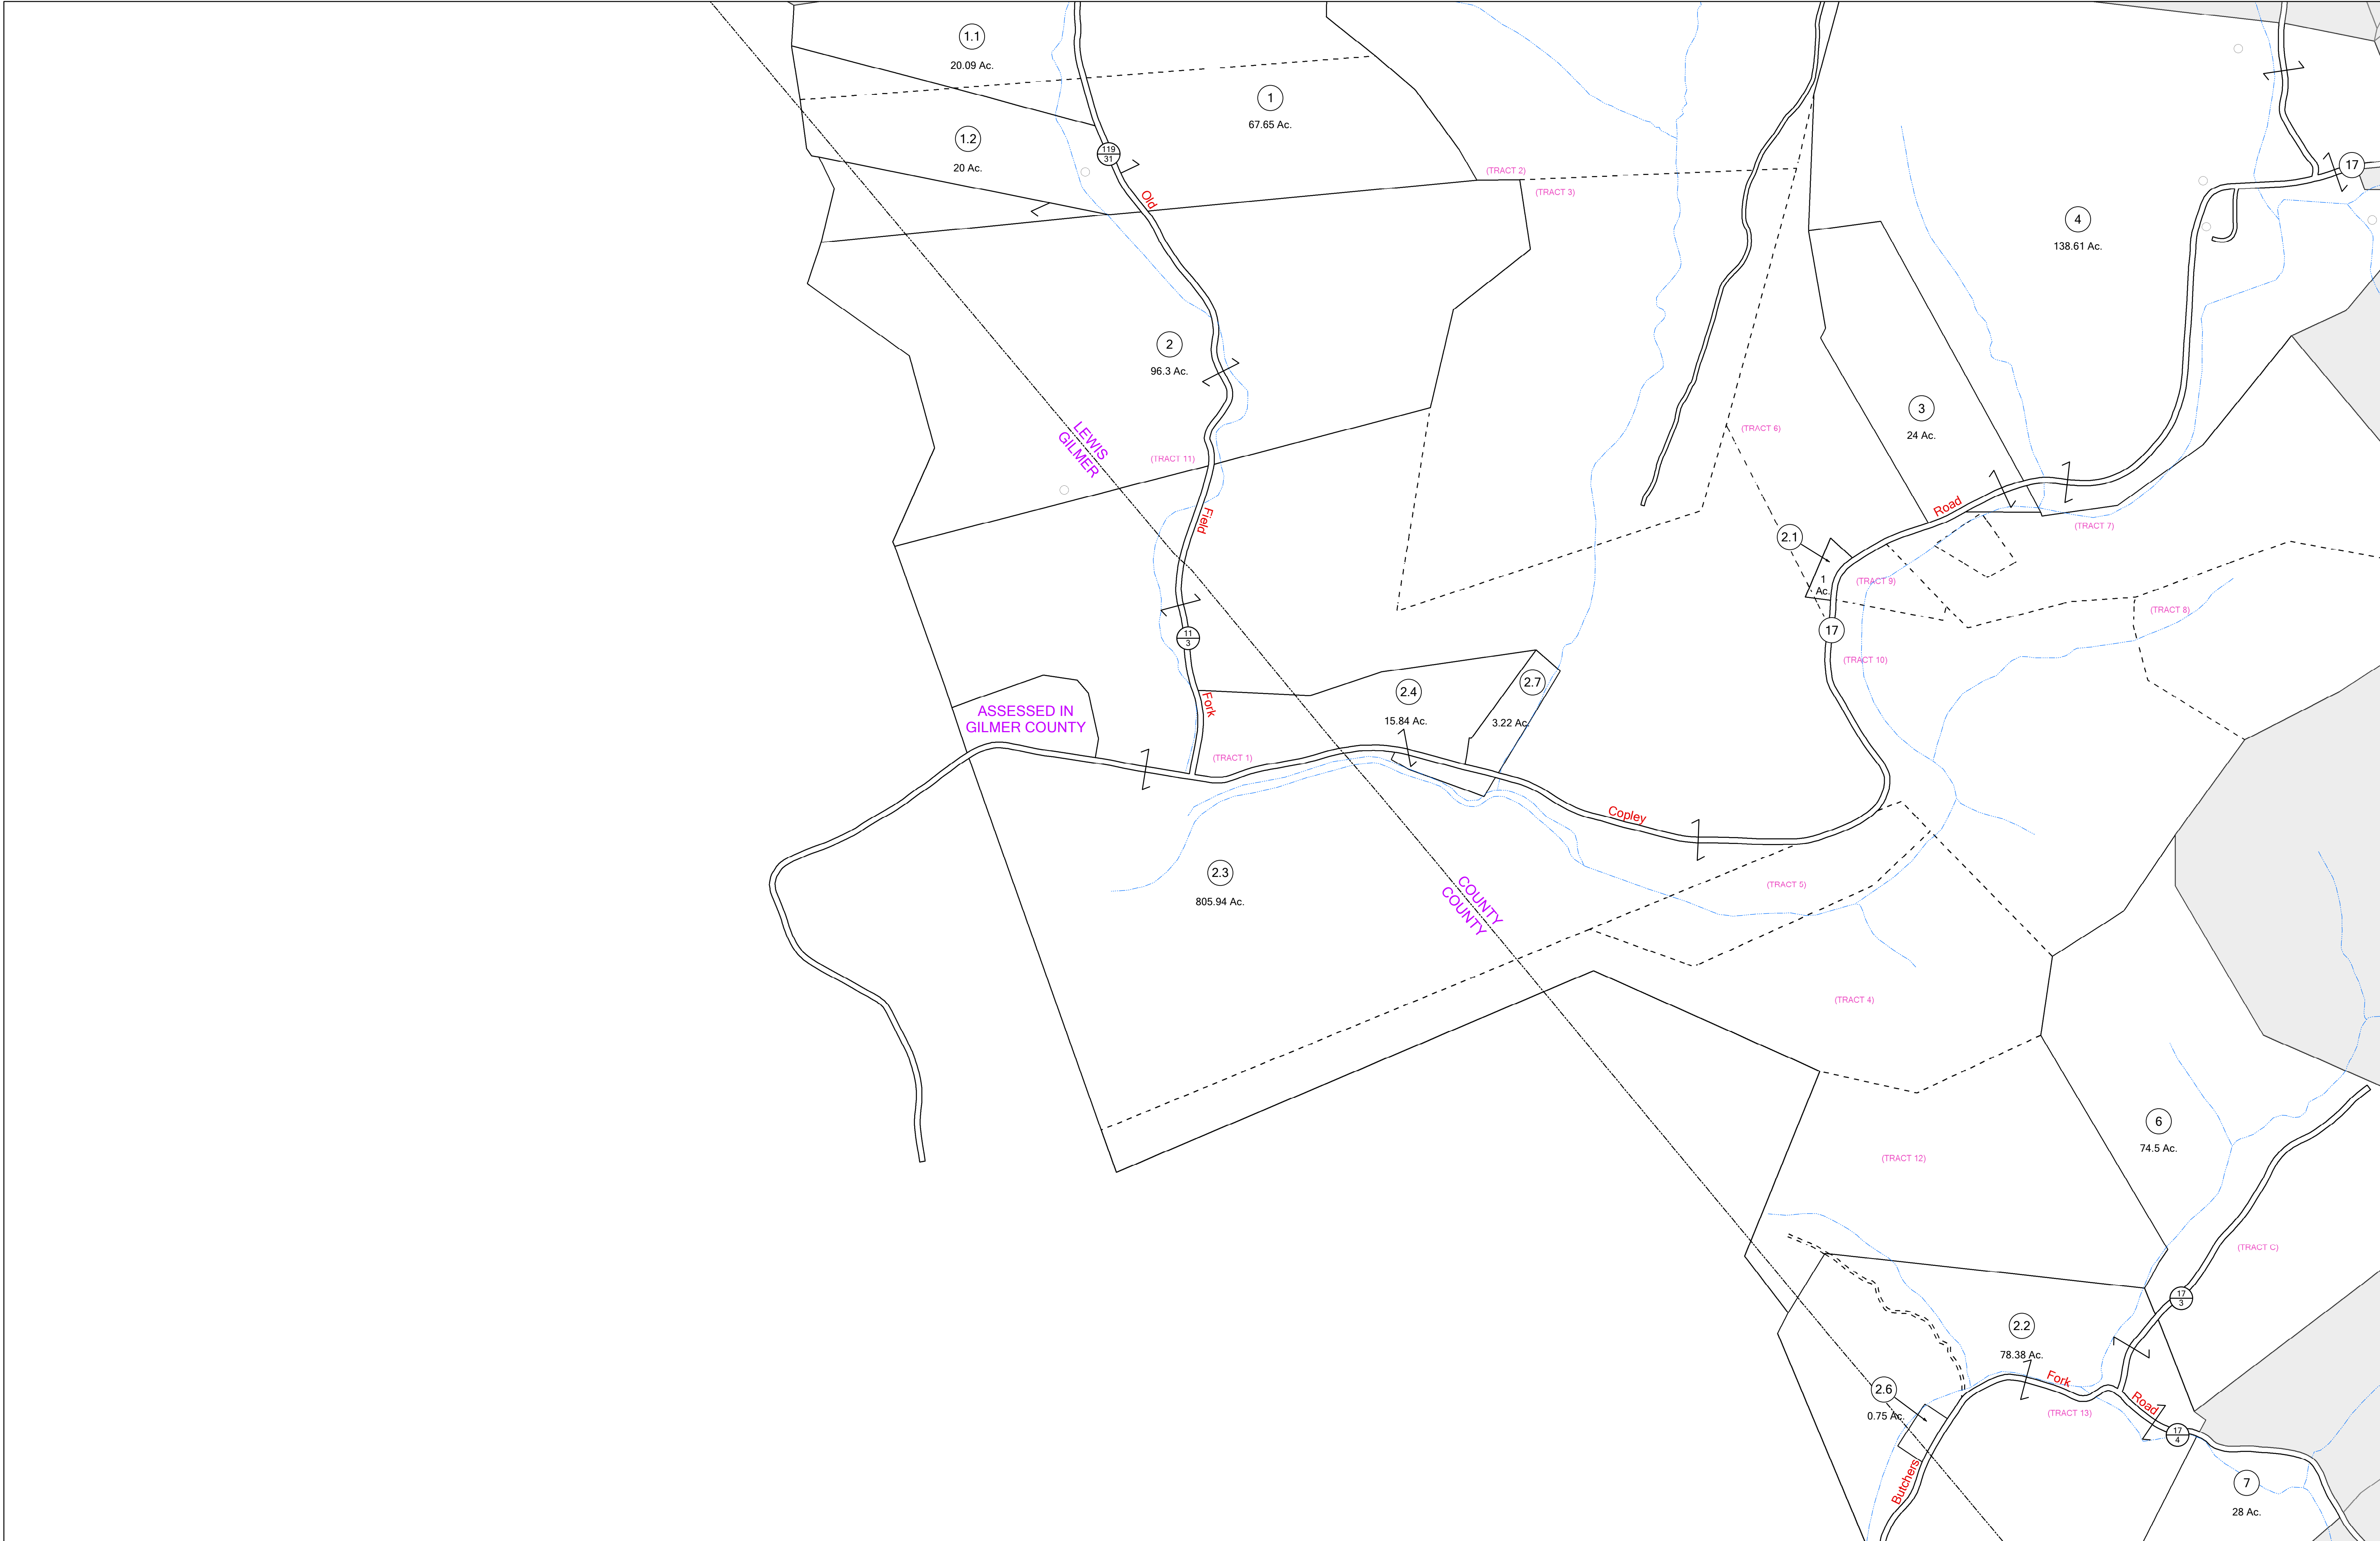 1.1
20.09 Ac.
1
67.65 Ac.
1.2
20 Ac.
119
31
Old
(TRACT 2)
(TRACT 3)
17
4
138.61 Ac.
2
96.3 Ac.
3
24 Ac.
LEWIS
GILMER
(TRACT 11)
(TRACT 6)
Field
Road
(TRACT 7)
2.1
1
Ac.
(TRACT 9)
(TRACT 8)
11
3
17
(TRACT 10)
2.4
15.84 Ac.
2.7
3.22 Ac.
Fork
ASSESSED IN
GILMER COUNTY
(TRACT 1)
Copley
2.3
805.94 Ac.
COUNTY
COUNTY
(TRACT 5)
(TRACT 4)
6
74.5 Ac.
(TRACT 12)
(TRACT C)
17
3
2.2
78.38 Ac.
2.6
0.75 Ac.
Fork
Road
(TRACT 13)
17
4
Butchers
7
28 Ac.